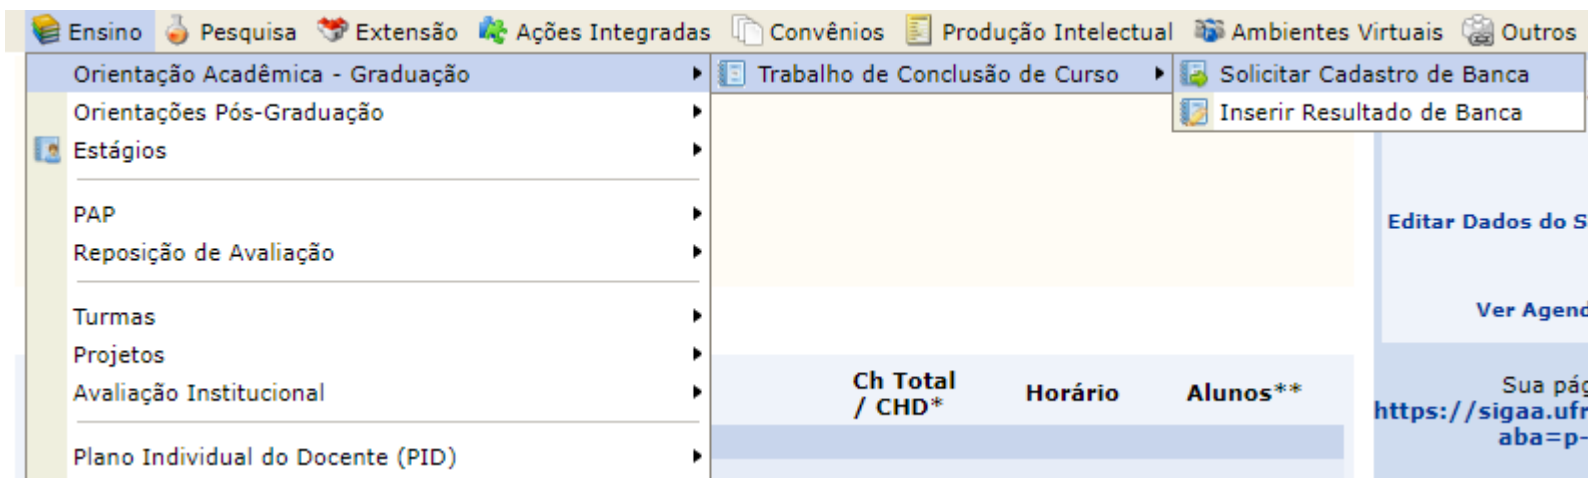 Ensino Pesquisa Extensão Ações Integradas Convênios Produção Intelectual Ambientes Virtuais Outros
Orientação Acadêmica - Graduação
Trabalho de Conclusão de Curso
Solicitar Cadastro de Banca
Orientações Pós-Graduação
Inserir Resultado de Banca
Estágios
PAP
Editar Dados do S
Reposição de Avaliação
Turmas
Ver Agend
Projetos
Avaliação Institucional
Ch Total
/ CHD*
Horário
Alunos**
Sua pág
https://sigaa.ufr
aba=p-
Plano Individual do Docente (PID)